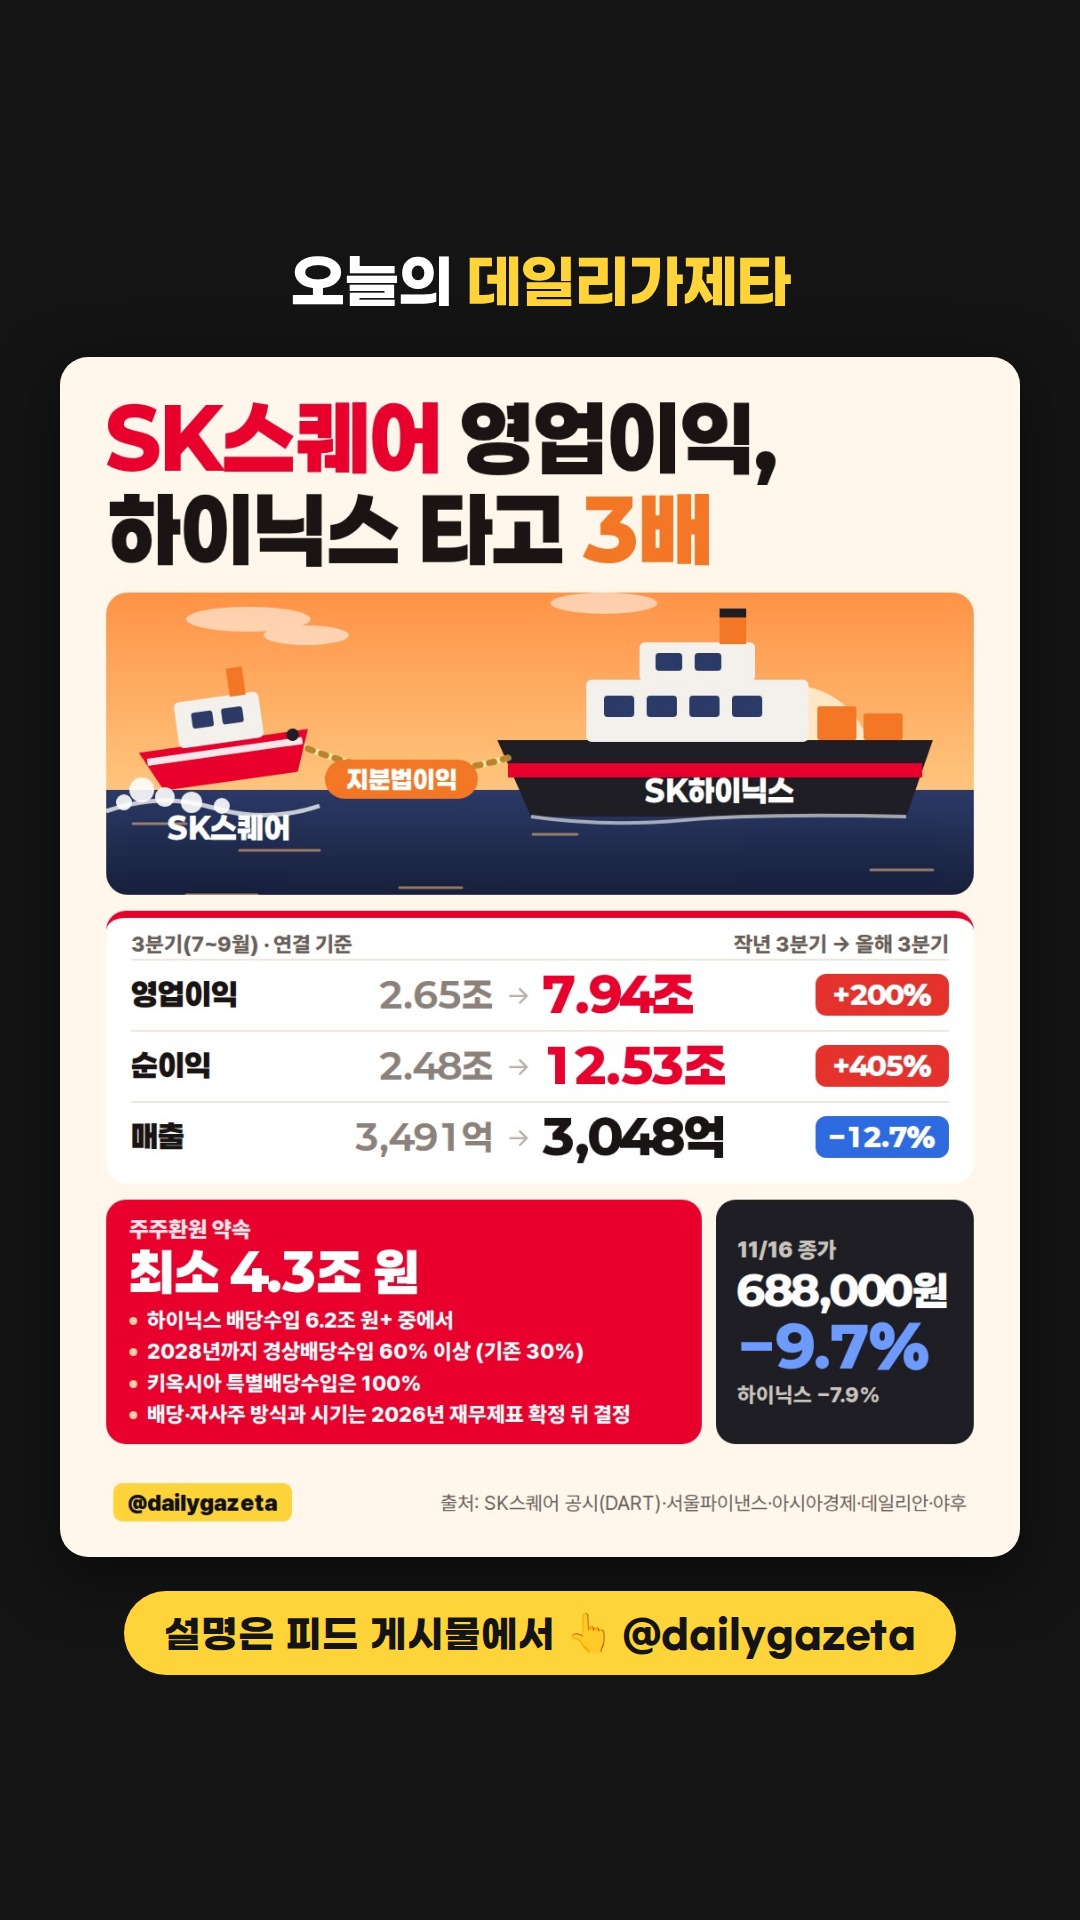 오늘의 데일리가제타
SK스퀘어 영업이익,
하이닉스 타고 3배
지분법이익
SK하이닉스
SK스퀘어
3분기(7~9월) · 연결 기준 작년 3분기 → 올해 3분기
영업이익 2.65조 → 7.94조 +200%
순이익 2.48조 → 12.53조 +405%
매출 3,491억 → 3,048억 −12.7%
주주환원 약속
최소 4.3조 원
• 하이닉스 배당수입 6.2조 원+ 중에서
• 2028년까지 경상배당수입 60% 이상 (기존 30%)
• 키옥시아 특별배당수입은 100%
• 배당·자사주 방식과 시기는 2026년 재무제표 확정 뒤 결정
11/16 종가
688,000원
−9.7%
하이닉스 −7.9%
@dailygazeta
출처: SK스퀘어 공시(DART)·서울파이낸스·아시아경제·데일리안·야후
설명은 피드 게시물에서 👆 @dailygazeta